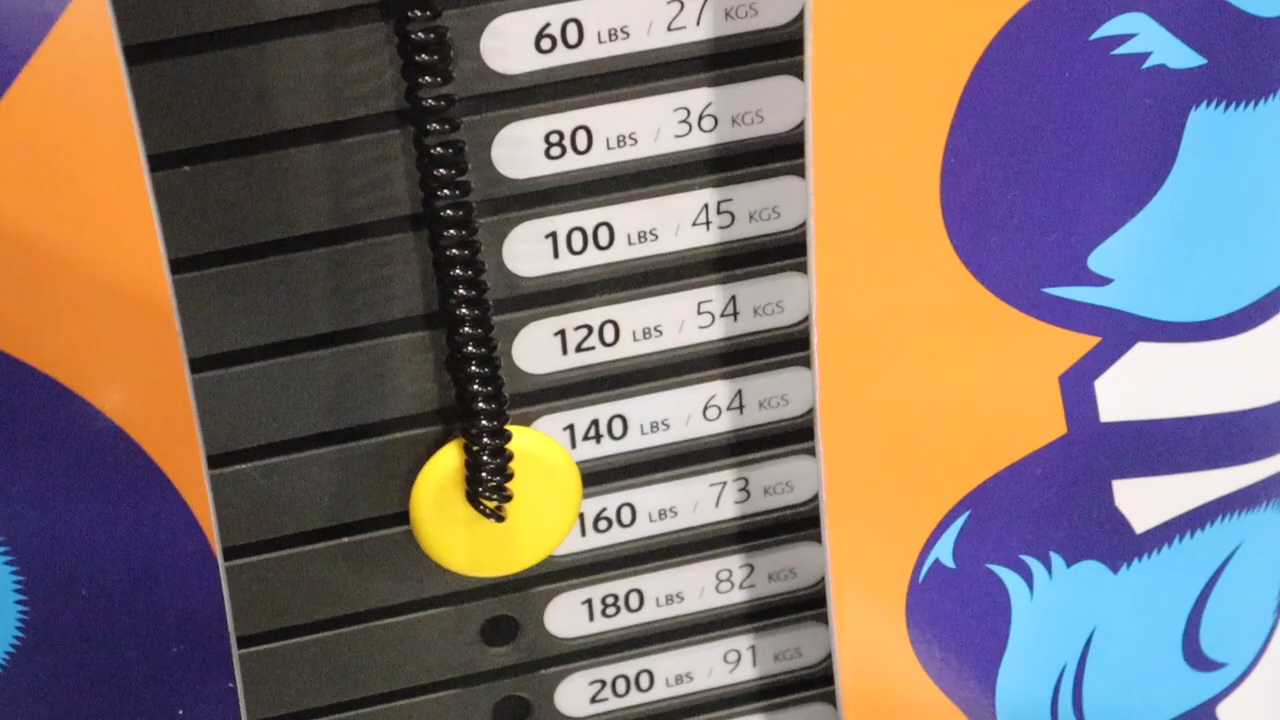 60 LBS / 27 KGS
80 LBS / 36 KGS
100 LBS / 45 KGS
120 LBS / 54 KGS
140 LBS / 64 KGS
160 LBS / 73 KGS
180 LBS / 82 KGS
200 LBS / 91 KGS